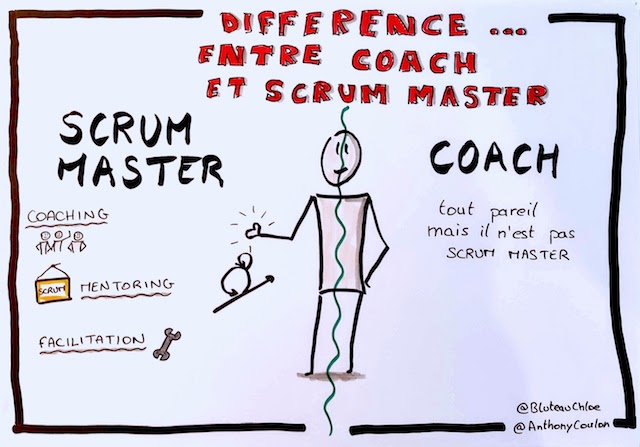 DIFFERENCE ...
ENTRE COACH
ET SCRUM MASTER
SCRUM
MASTER
COACHING
SCRUM
MENTORING
FACILITATION
COACH
tout pareil
mais il n'est pas
SCRUM MASTER
@BluteauChloe
@AnthonyCoulon